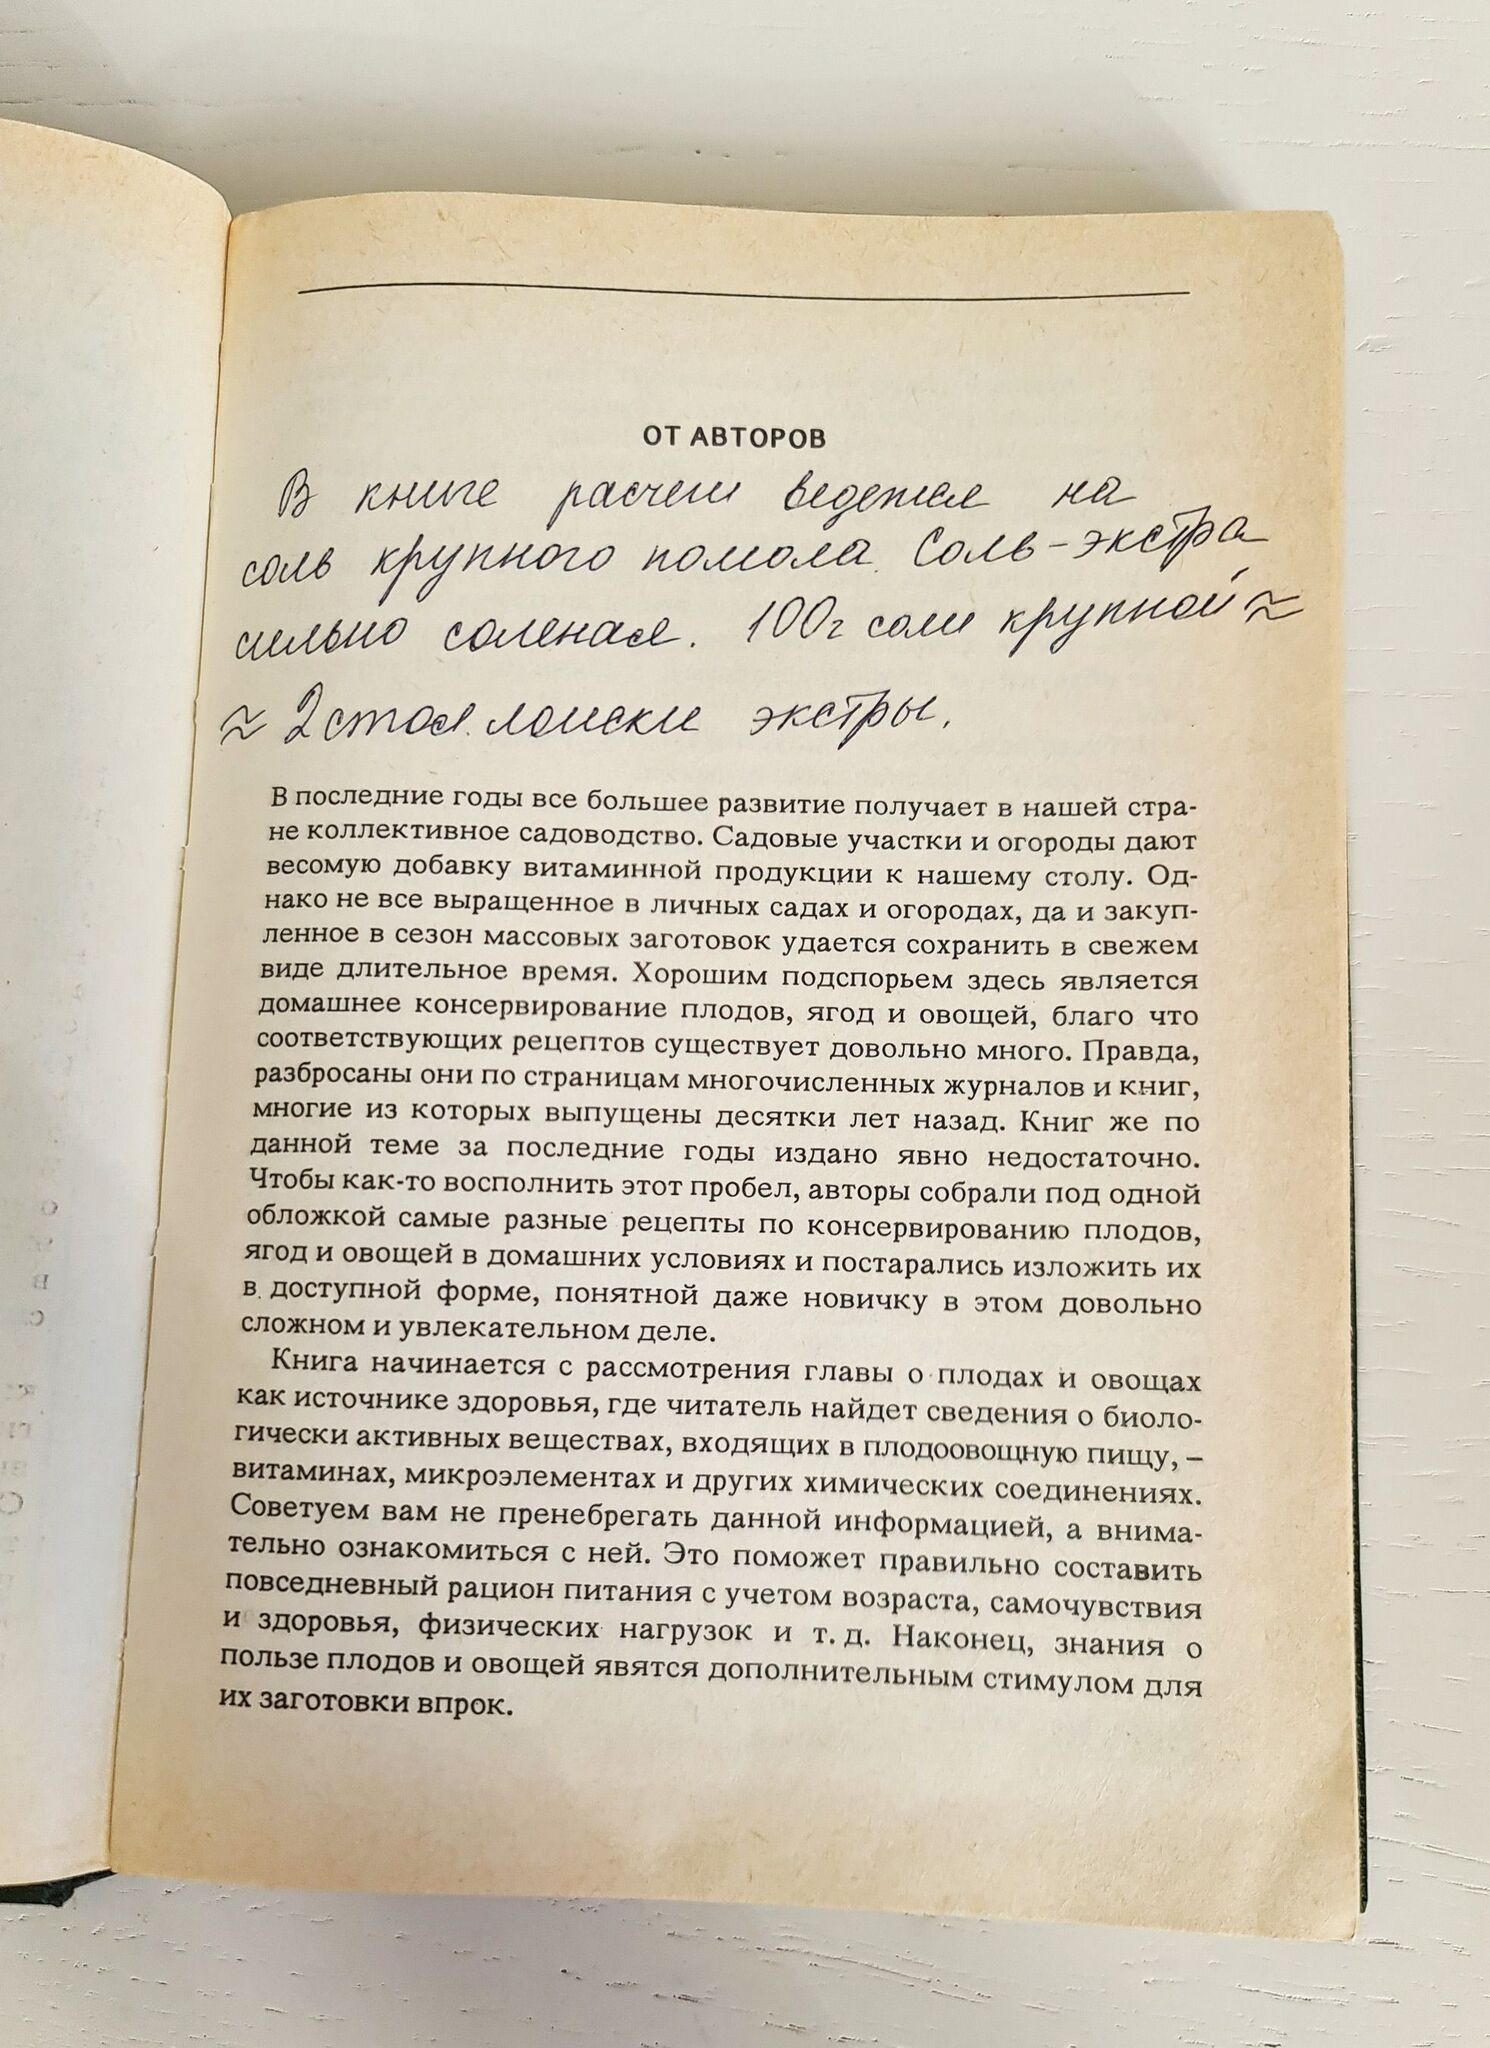 ОТ АВТОРОВ
В книге расчет ведется на
соль крупного помола. Соль-экстра
сильно соленая. 100г соли крупной ≈
≈ 2 стол. ложки экстры.
В последние годы все большее развитие получает в нашей стра-
не коллективное садоводство. Садовые участки и огороды дают
весомую добавку витаминной продукции к нашему столу. Од-
нако не все выращенное в личных садах и огородах, да и закуп-
ленное в сезон массовых заготовок удается сохранить в свежем
виде длительное время. Хорошим подспорьем здесь является
домашнее консервирование плодов, ягод и овощей, благо что
соответствующих рецептов существует довольно много. Правда,
разбросаны они по страницам многочисленных журналов и книг,
многие из которых выпущены десятки лет назад. Книг же по
данной теме за последние годы издано явно недостаточно.
Чтобы как-то восполнить этот пробел, авторы собрали под одной
обложкой самые разные рецепты по консервированию плодов,
ягод и овощей в домашних условиях и постарались изложить их
в доступной форме, понятной даже новичку в этом довольно
сложном и увлекательном деле.
Книга начинается с рассмотрения главы о плодах и овощах
как источнике здоровья, где читатель найдет сведения о биоло-
гически активных веществах, входящих в плодоовощную пищу, –
витаминах, микроэлементах и других химических соединениях.
Советуем вам не пренебрегать данной информацией, а внима-
тельно ознакомиться с ней. Это поможет правильно составить
повседневный рацион питания с учетом возраста, самочувствия
и здоровья, физических нагрузок и т. д. Наконец, знания о
пользе плодов и овощей явятся дополнительным стимулом для
их заготовки впрок.